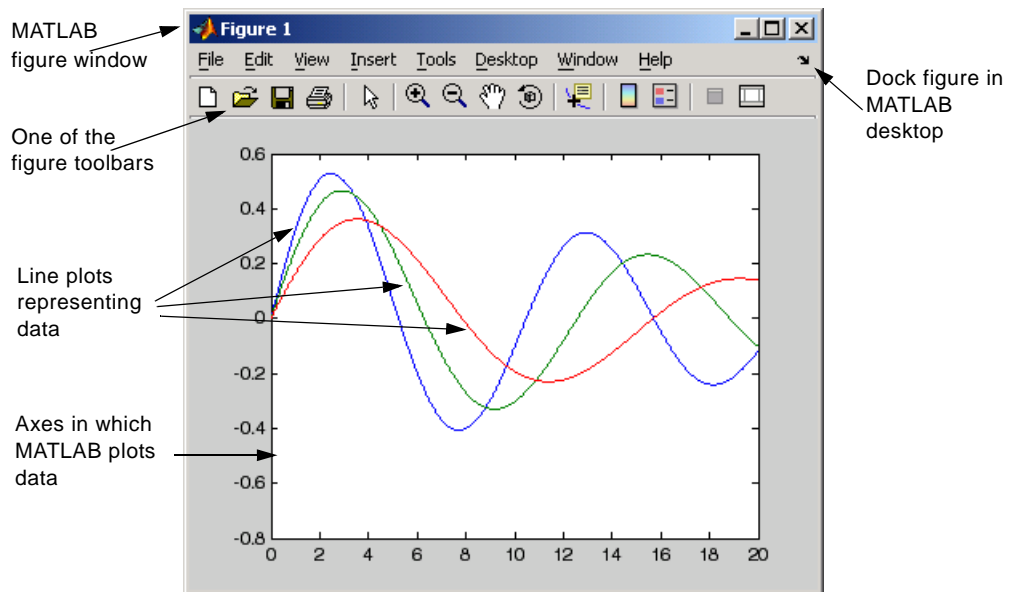 MATLAB
figure window
Figure 1
File Edit View Insert Tools Desktop Window Help
Dock figure in
MATLAB
desktop
One of the
figure toolbars
Line plots
representing
data
Axes in which
MATLAB plots
data
0.6
0.4
0.2
0
-0.2
-0.4
-0.6
-0.8
0 2 4 6 8 10 12 14 16 18 20